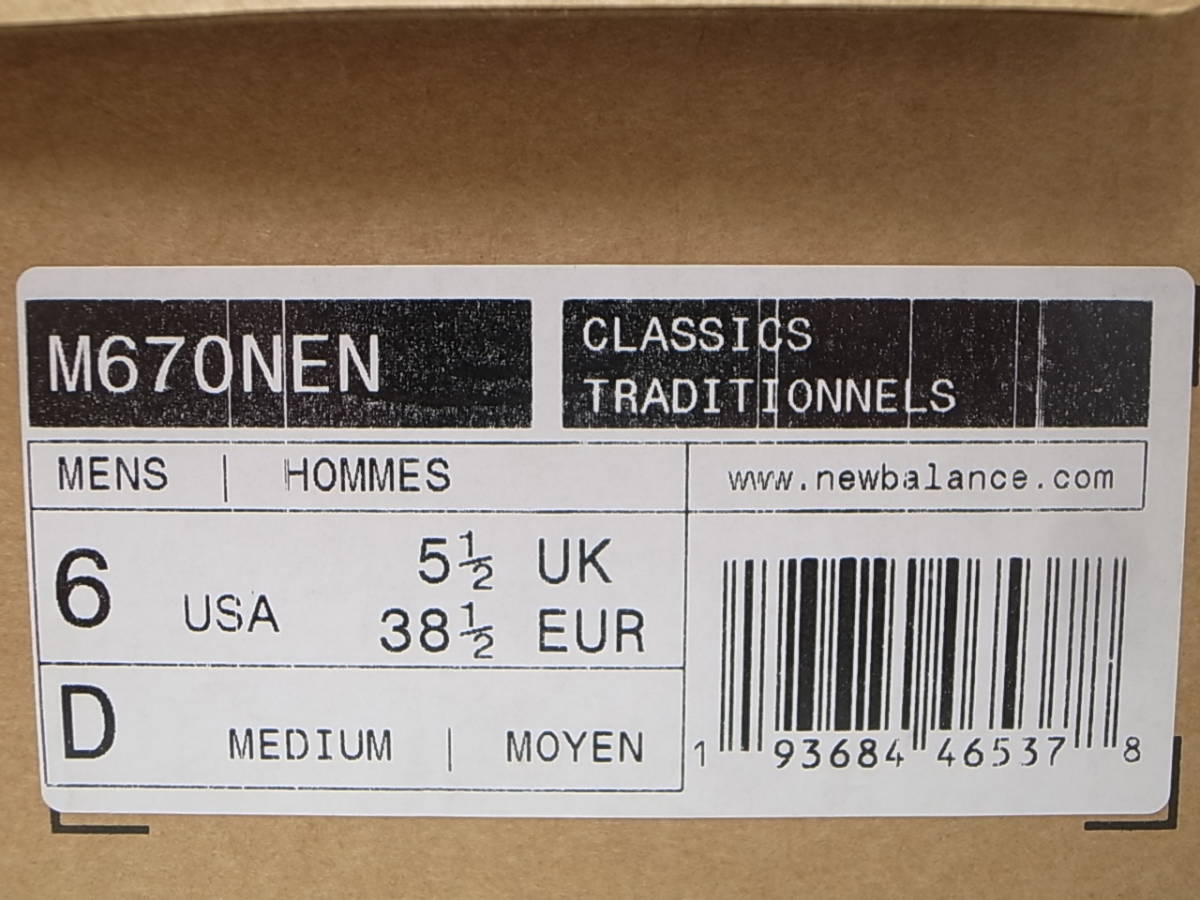 M670NEN
CLASSICS
TRADITIONNELS
MENS | HOMMES
www.newbalance.com
6 USA
5½ UK
38½ EUR
D MEDIUM | MOYEN
1 93684 46537 8